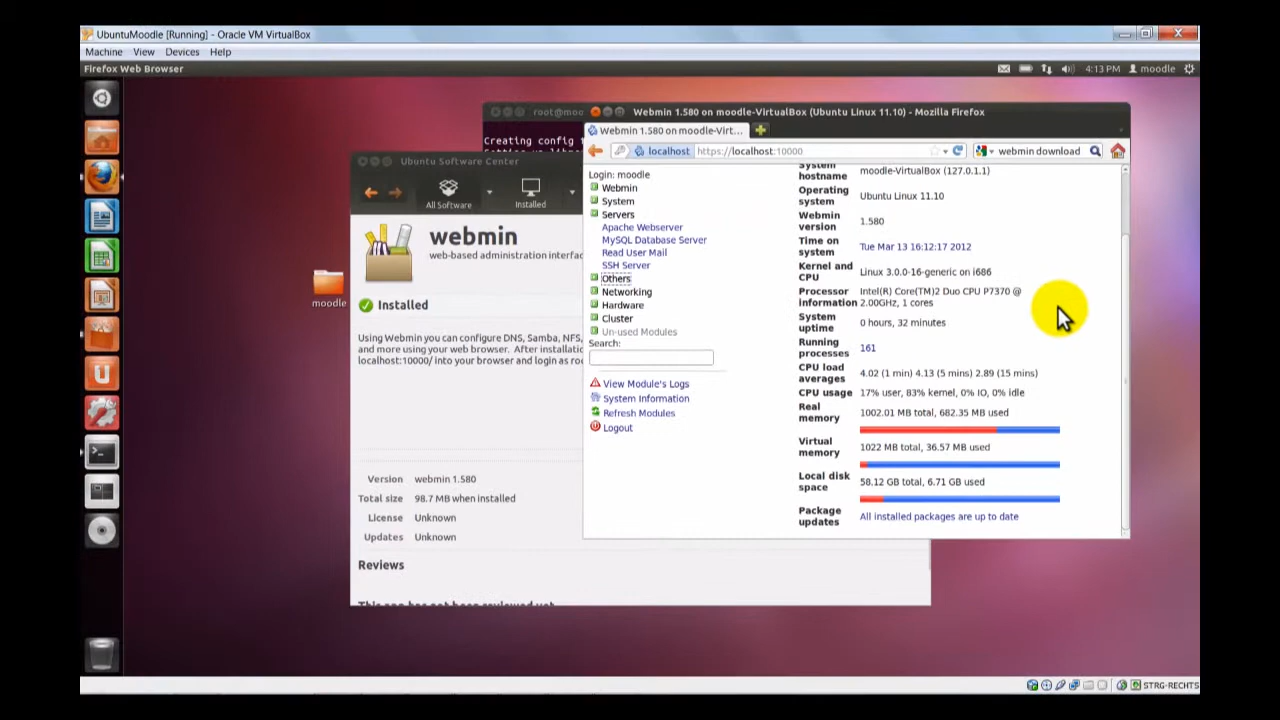 UbuntuMoodle [Running] - Oracle VM VirtualBox
Machine View Devices Help
Firefox Web Browser 4:13 PM moodle
root@moo
Webmin 1.580 on moodle-VirtualBox (Ubuntu Linux 11.10) - Mozilla Firefox
Webmin 1.580 on moodle-Virt...
Creating config
localhost https://localhost:10000 webmin download
Ubuntu Software Center
All Software Installed
webmin
web-based administration interfac
Installed
Using Webmin you can configure DNS, Samba, NFS,
and more using your web browser. After installati
localhost:10000/ into your browser and login as ro
Version webmin 1.580
Total size 98.7 MB when installed
License Unknown
Updates Unknown
Reviews
This app has not been reviewed yet
moodle
Login: moodle
Webmin
System
Servers
Apache Webserver
MySQL Database Server
Read User Mail
SSH Server
Others
Networking
Hardware
Cluster
Un-used Modules
Search:
View Module's Logs
System Information
Refresh Modules
Logout
System hostname moodle-VirtualBox (127.0.1.1)
Operating system Ubuntu Linux 11.10
Webmin version 1.580
Time on system Tue Mar 13 16:12:17 2012
Kernel and CPU Linux 3.0.0-16-generic on i686
Processor information Intel(R) Core(TM)2 Duo CPU P7370 @ 2.00GHz, 1 cores
System uptime 0 hours, 32 minutes
Running processes 161
CPU load averages 4.02 (1 min) 4.13 (5 mins) 2.89 (15 mins)
CPU usage 17% user, 83% kernel, 0% IO, 0% idle
Real memory 1002.01 MB total, 682.35 MB used
Virtual memory 1022 MB total, 36.57 MB used
Local disk space 58.12 GB total, 6.71 GB used
Package updates All installed packages are up to date
STRG-RECHTS